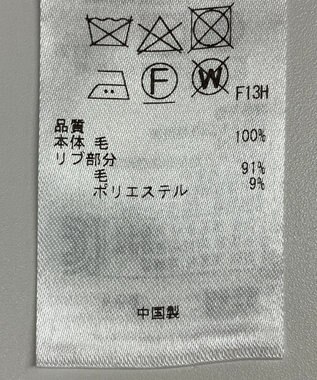 F W F13H
品質
本体 毛 100%
リブ部分
毛 91%
ポリエステル 9%
中国製